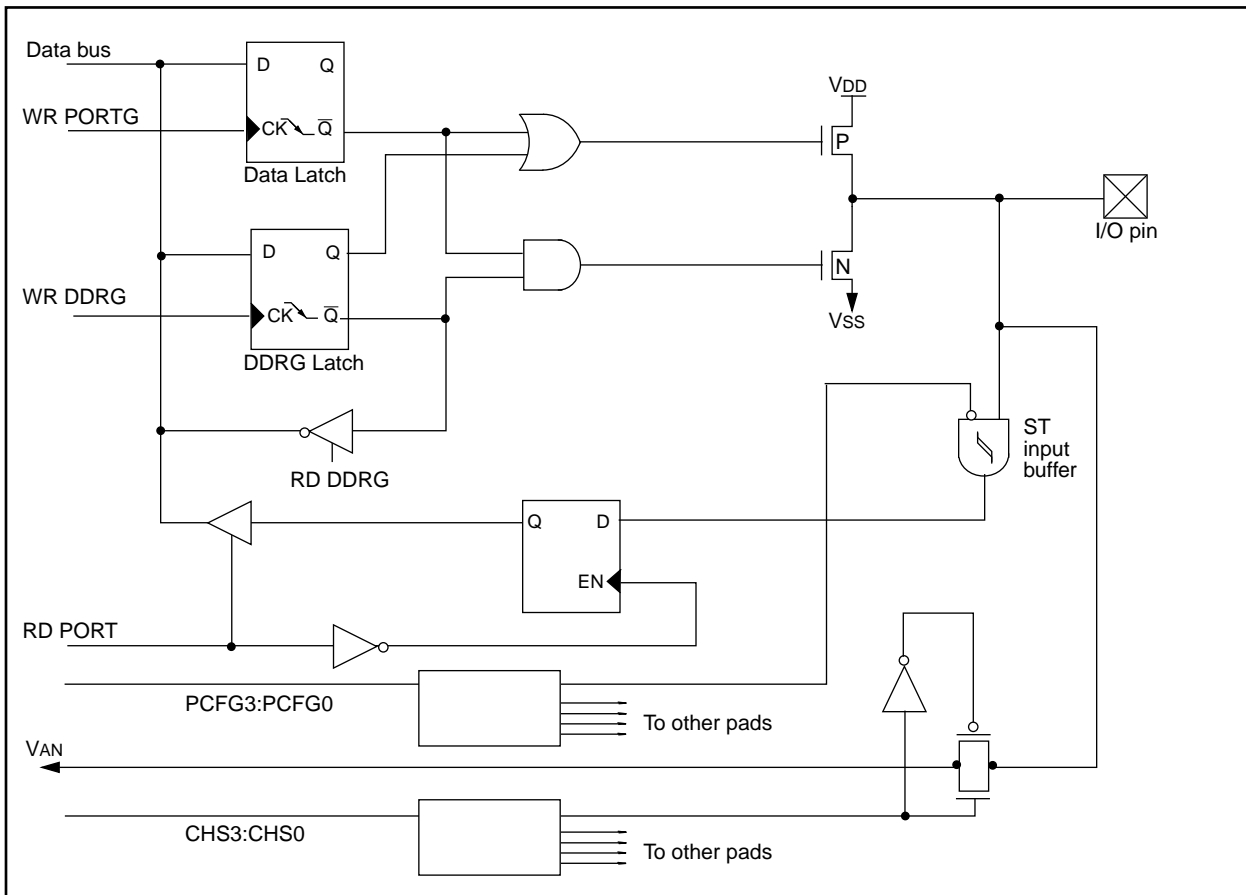 Data bus
D
Q
VDD
WR PORTG
CK
Q̅
P
Data Latch
I/O pin
D
Q
N
WR DDRG
CK
Q̅
VSS
DDRG Latch
ST
input
buffer
RD DDRG
Q
D
EN
RD PORT
PCFG3:PCFG0
To other pads
VAN
CHS3:CHS0
To other pads